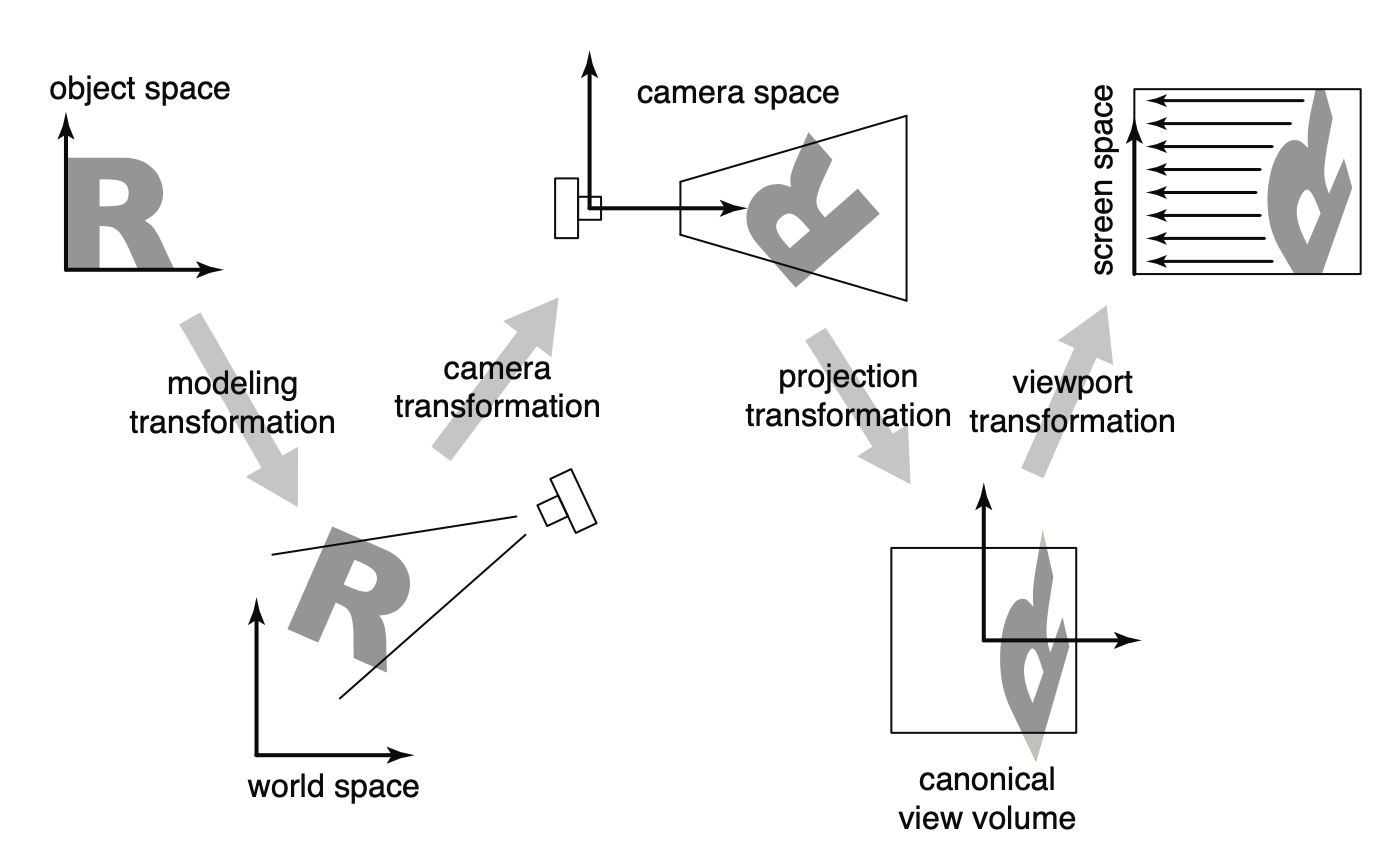 object space
camera space
screen space
modeling
transformation
camera
transformation
projection
transformation
viewport
transformation
world space
canonical
view volume